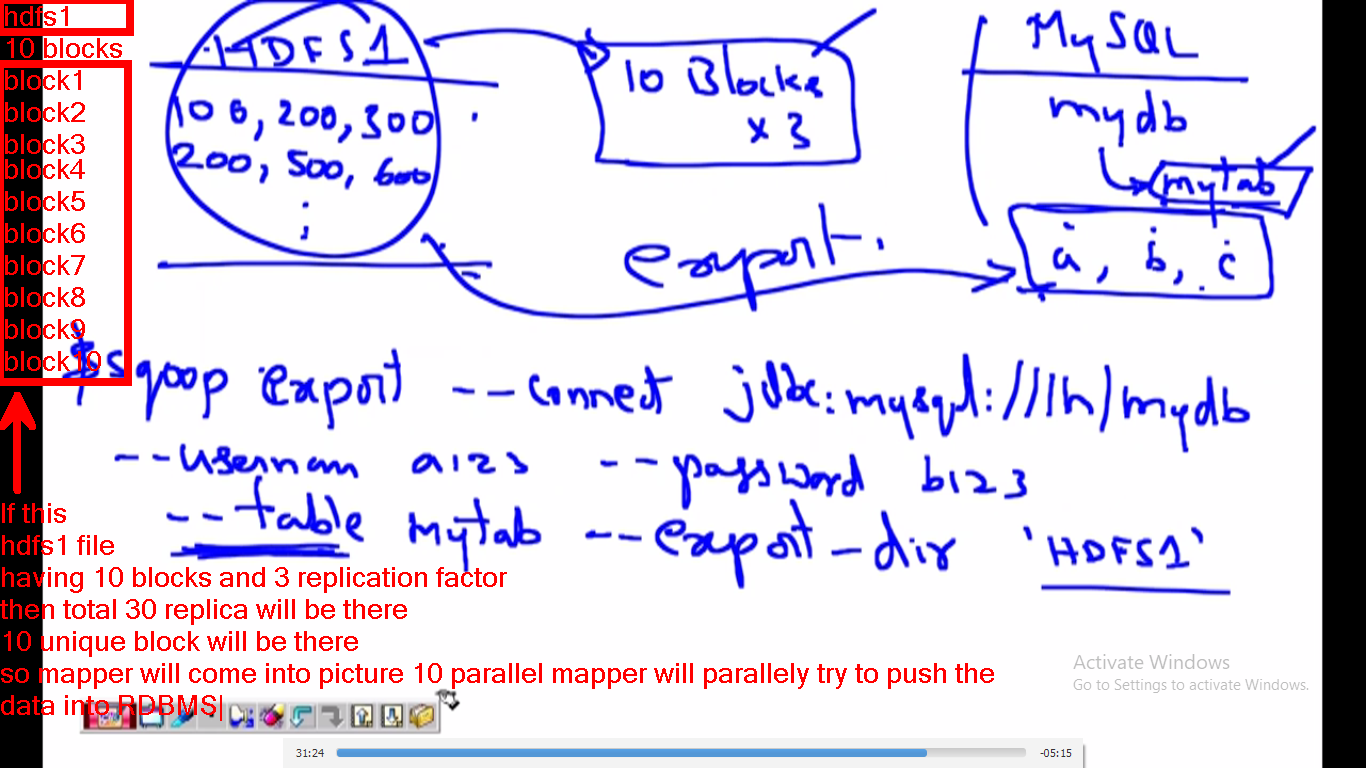 hdfs1
10 blocks
block1
block2
block3
block4
block5
block6
block7
block8
block9
block10
If this
hdfs1 file
having 10 blocks and 3 replication factor
then total 30 replica will be there
10 unique block will be there
so mapper will come into picture 10 parallel mapper will parallely try to push the
data into RDBMS
HDFS1
100, 200, 300
200, 500, 600
:
10 Blocks
x 3
MySQL
mydb
mytab
export
a, b, c
$sqoop export --connect jdbc:mysql://lh/mydb
--usernam a123 --password b123
--table mytab --export-dir 'HDFS1'
Activate Windows
Go to Settings to activate Windows.
31:24
-05:15